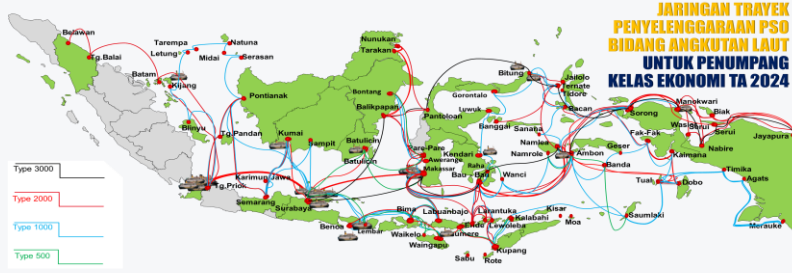 JARINGAN TRAYEK
PENYELENGGARAAN PSO
BIDANG ANGKUTAN LAUT
UNTUK PENUMPANG
KELAS EKONOMI TA 2024
Belawan
Tg.Balai
Tarempa
Letung
Natuna
Midai
Serasan
Batam
Kijang
Pontianak
Blinyu
Tg.Pandan
Kumai
Sampit
Nunukan
Tarakan
Bontang
Balikpapan
Batulicin
Batulicin
Karimun Jawa
Tg.Priok
Semarang
Surabaya
Pare-Pare
Awerange
Makassar
Pantoloan
Bitung
Gorontalo
Luwuk
Banggai
Kendari
Raha
Bau - Bau
Wanci
Jailolo
Ternate
Tidore
Bacan
Sanana
Namlea
Namrole
Ambon
Geser
Banda
Sorong
Manokwari
Biak
Serui
Nabire
Jayapura
Fak-Fak
Kaimana
Timika
Agats
Tual
Dobo
Saumlaki
Merauke
Benoa
Lembar
Bima
Labuanbajo
Waikelo
Waingapu
Ende
Larantuka
Lewoleba
Kalabahi
Kisar
Moa
Kupang
Sabu
Rote
Type 3000
Type 2000
Type 1000
Type 500